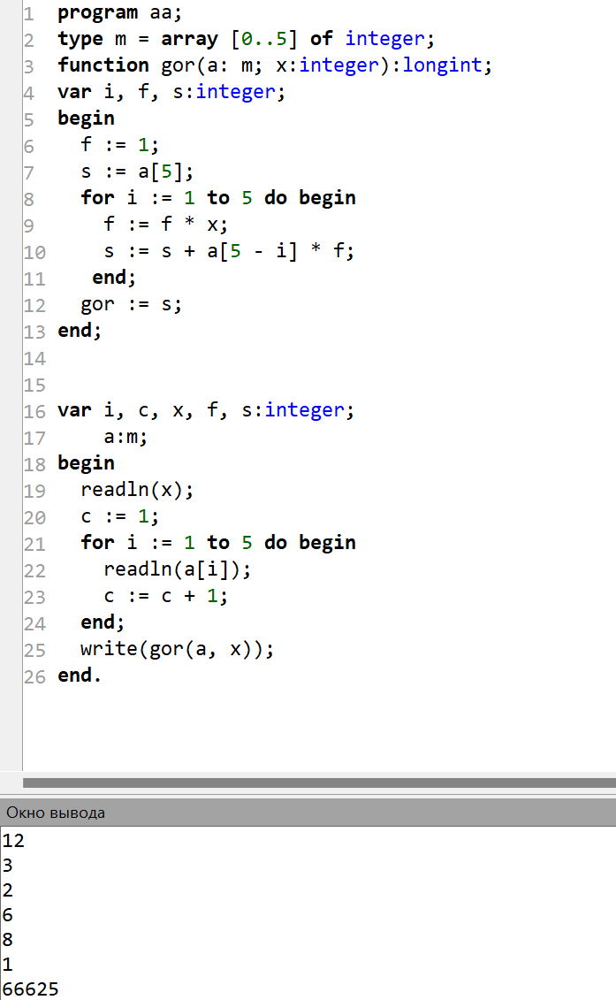 1 program aa;
2 type m = array [0..5] of integer;
3 function gor(a: m; x:integer):longint;
4 var i, f, s:integer;
5 begin
6   f := 1;
7   s := a[5];
8   for i := 1 to 5 do begin
9     f := f * x;
10     s := s + a[5 - i] * f;
11    end;
12   gor := s;
13 end;
14
15
16 var i, c, x, f, s:integer;
17     a:m;
18 begin
19   readln(x);
20   c := 1;
21   for i := 1 to 5 do begin
22     readln(a[i]);
23     c := c + 1;
24   end;
25   write(gor(a, x));
26 end.
Окно вывода
12
3
2
6
8
1
66625